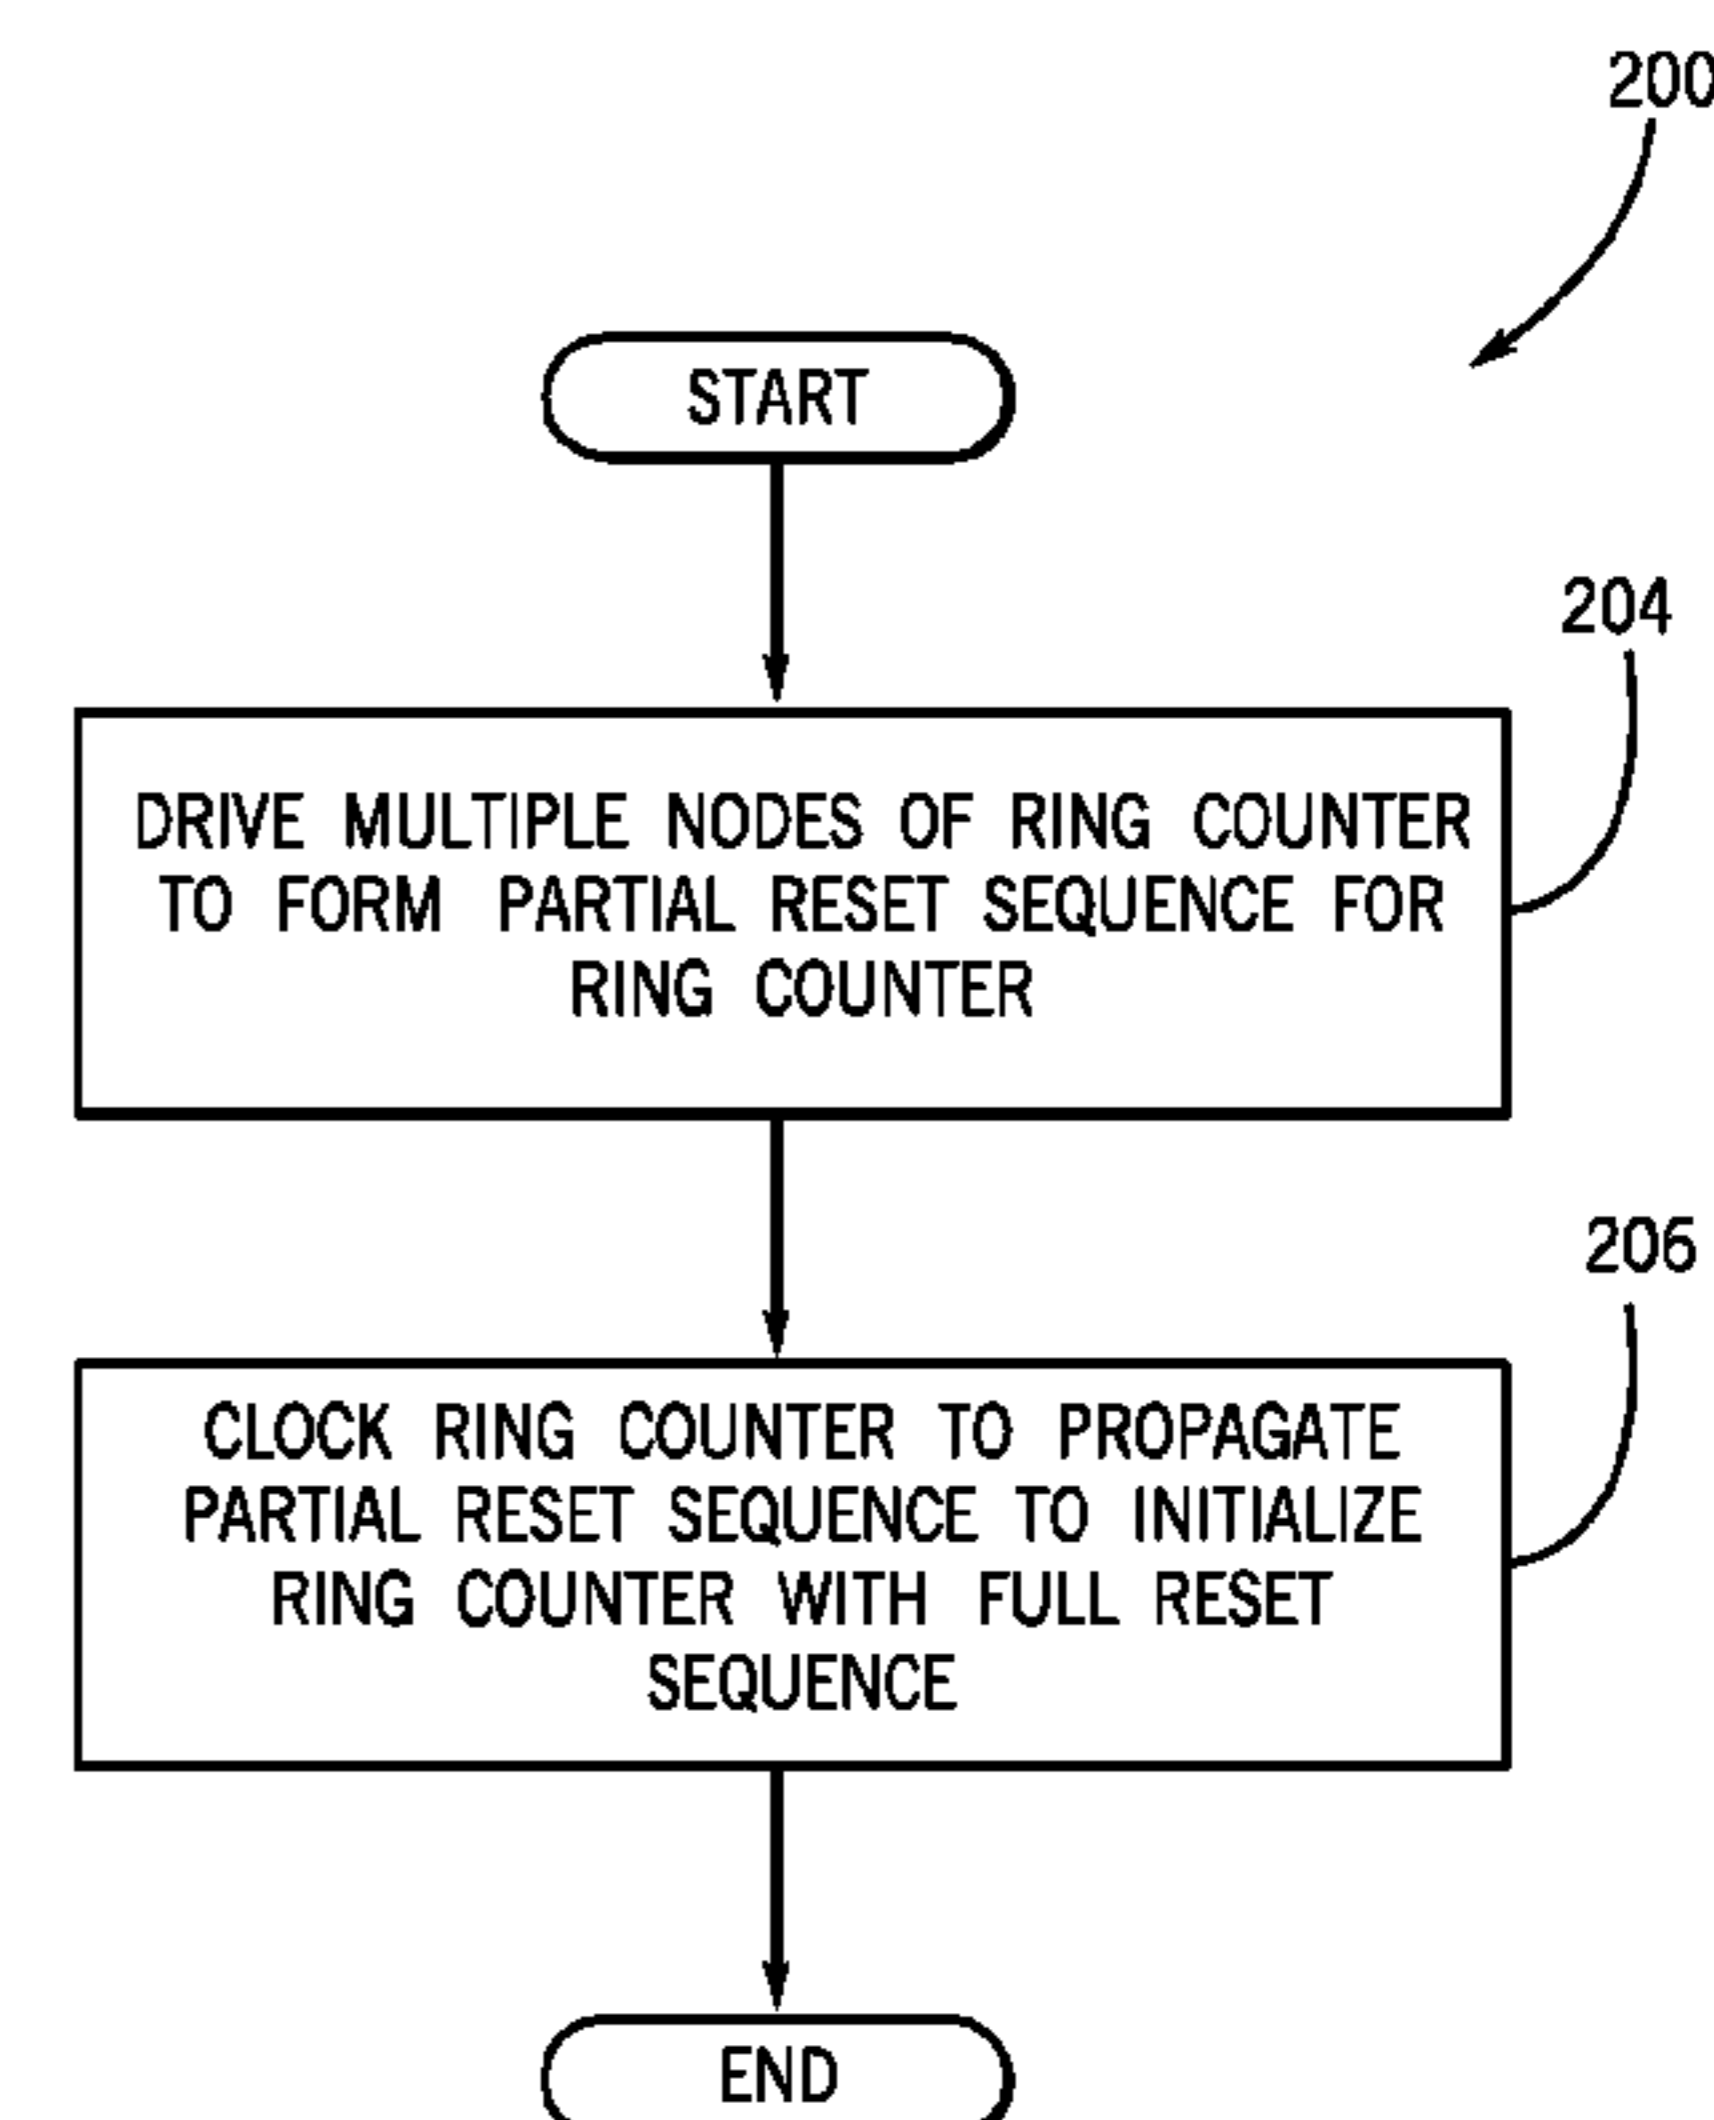 200
START
204
DRIVE MULTIPLE NODES OF RING COUNTER
TO FORM PARTIAL RESET SEQUENCE FOR
RING COUNTER
206
CLOCK RING COUNTER TO PROPAGATE
PARTIAL RESET SEQUENCE TO INITIALIZE
RING COUNTER WITH FULL RESET
SEQUENCE
END